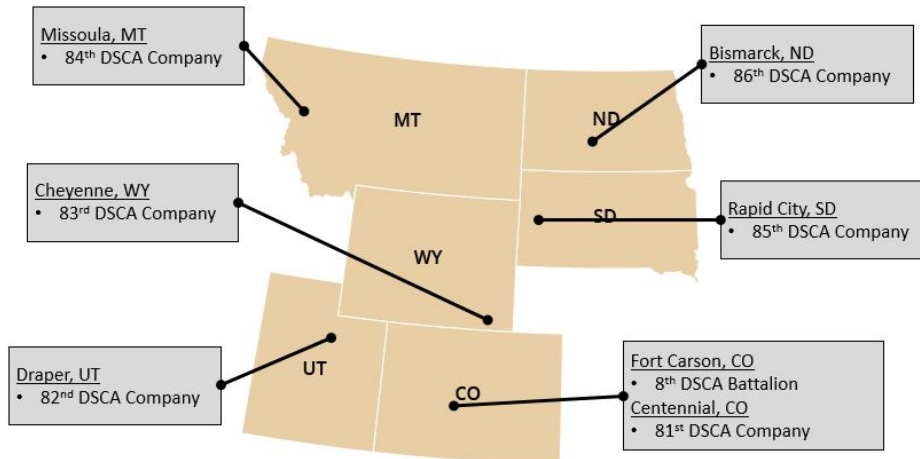 Missoula, MT
• 84th DSCA Company
Bismarck, ND
• 86th DSCA Company
MT
ND
Cheyenne, WY
• 83rd DSCA Company
Rapid City, SD
• 85th DSCA Company
SD
WY
Draper, UT
• 82nd DSCA Company
UT
CO
Fort Carson, CO
• 8th DSCA Battalion
Centennial, CO
• 81st DSCA Company